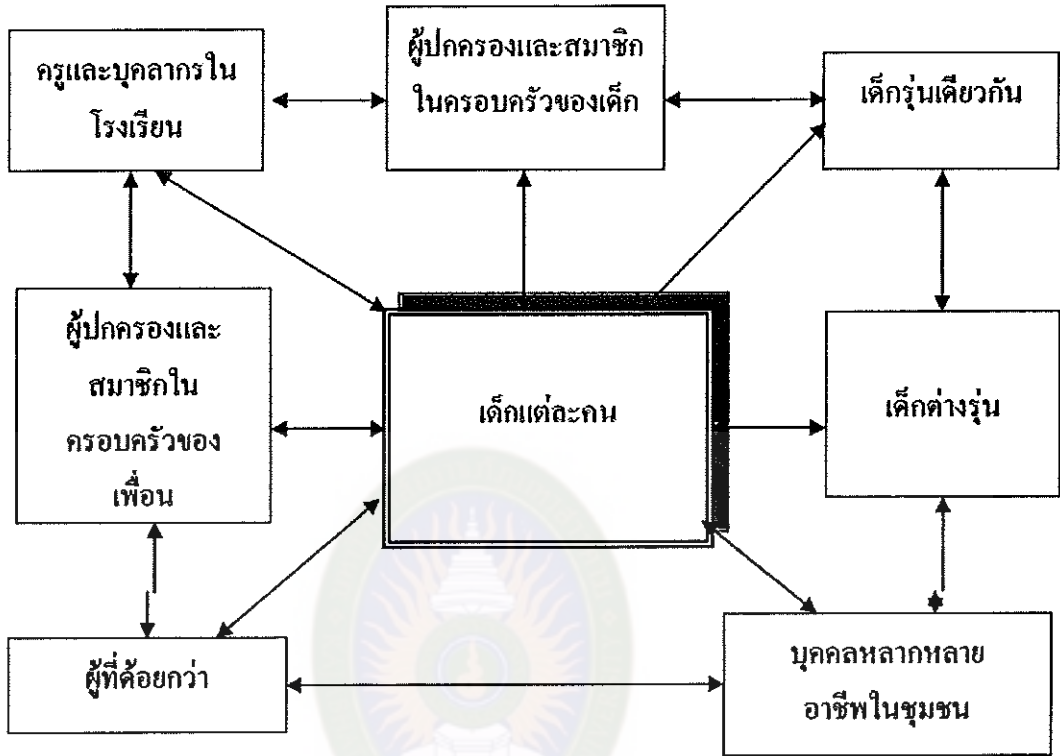 ครูและบุคลากรใน
โรงเรียน
ผู้ปกครองและสมาชิก
ในครอบครัวของเด็ก
เด็กรุ่นเดียวกัน
ผู้ปกครองและ
สมาชิกใน
ครอบครัวของ
เพื่อน
เด็กแต่ละคน
เด็กต่างรุ่น
ผู้ที่ด้อยกว่า
บุคคลหลากหลาย
อาชีพในชุมชน